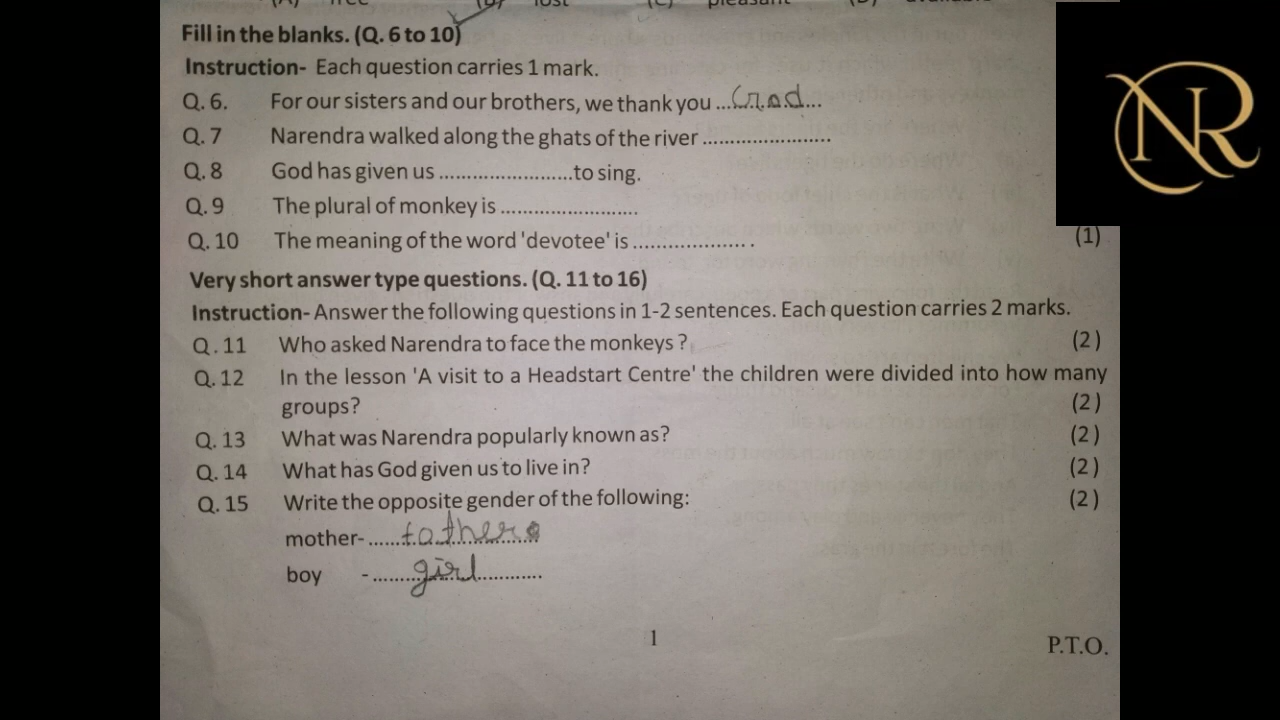 (A) free (B) lost (C) pleasant (D) available
Fill in the blanks. (Q. 6 to 10)
Instruction- Each question carries 1 mark.
Q. 6. For our sisters and our brothers, we thank you ...God...
Q. 7 Narendra walked along the ghats of the river ......................
Q. 8 God has given us .......................to sing.
Q. 9 The plural of monkey is ........................
Q. 10 The meaning of the word 'devotee' is .................... . (1)
Very short answer type questions. (Q. 11 to 16)
Instruction- Answer the following questions in 1-2 sentences. Each question carries 2 marks.
Q. 11 Who asked Narendra to face the monkeys ? (2)
Q. 12 In the lesson 'A visit to a Headstart Centre' the children were divided into how many
groups? (2)
Q. 13 What was Narendra popularly known as? (2)
Q. 14 What has God given us to live in? (2)
Q. 15 Write the opposite gender of the following: (2)
mother- ......father......
boy - ........girl............
1
P.T.O.
NR